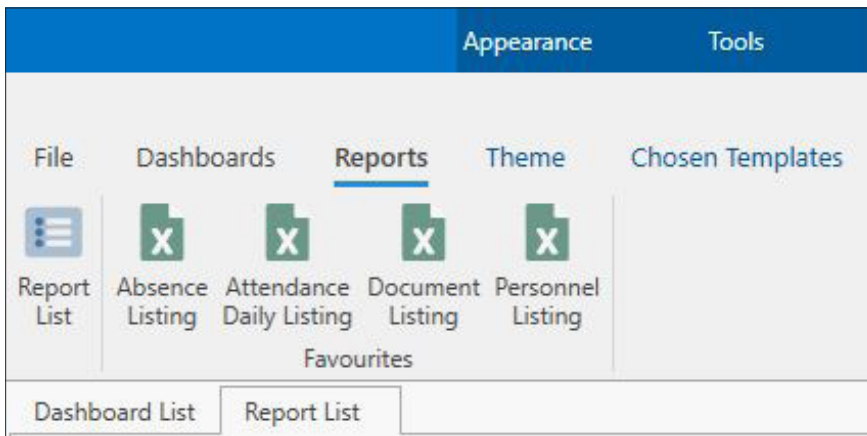 Appearance Tools
File Dashboards Reports Theme Chosen Templates
Report Absence Attendance Document Personnel
List Listing Daily Listing Listing Listing
Favourites
Dashboard List Report List